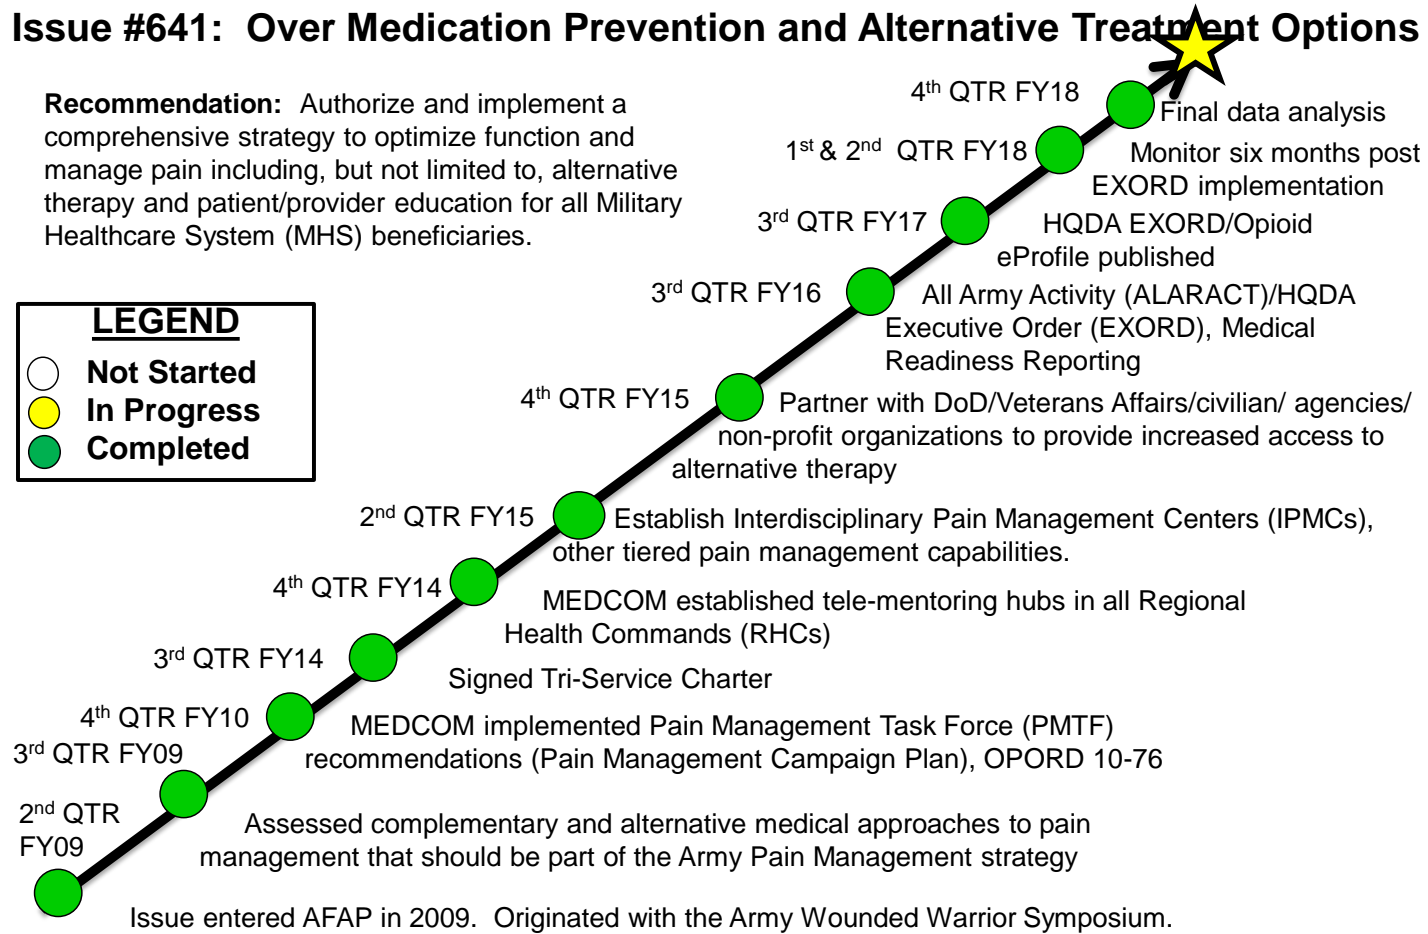 Issue #641: Over Medication Prevention and Alternative Treatment Options
Recommendation: Authorize and implement a
comprehensive strategy to optimize function and
manage pain including, but not limited to, alternative
therapy and patient/provider education for all Military
Healthcare System (MHS) beneficiaries.
LEGEND
Not Started
In Progress
Completed
4th QTR FY18
Final data analysis
1st & 2nd QTR FY18
Monitor six months post
EXORD implementation
3rd QTR FY17
HQDA EXORD/Opioid
eProfile published
3rd QTR FY16
All Army Activity (ALARACT)/HQDA
Executive Order (EXORD), Medical
Readiness Reporting
4th QTR FY15
Partner with DoD/Veterans Affairs/civilian/ agencies/
non-profit organizations to provide increased access to
alternative therapy
2nd QTR FY15
Establish Interdisciplinary Pain Management Centers (IPMCs),
other tiered pain management capabilities.
4th QTR FY14
MEDCOM established tele-mentoring hubs in all Regional
Health Commands (RHCs)
3rd QTR FY14
Signed Tri-Service Charter
4th QTR FY10
MEDCOM implemented Pain Management Task Force (PMTF)
recommendations (Pain Management Campaign Plan), OPORD 10-76
3rd QTR FY09
Assessed complementary and alternative medical approaches to pain
management that should be part of the Army Pain Management strategy
2nd QTR
FY09
Issue entered AFAP in 2009. Originated with the Army Wounded Warrior Symposium.